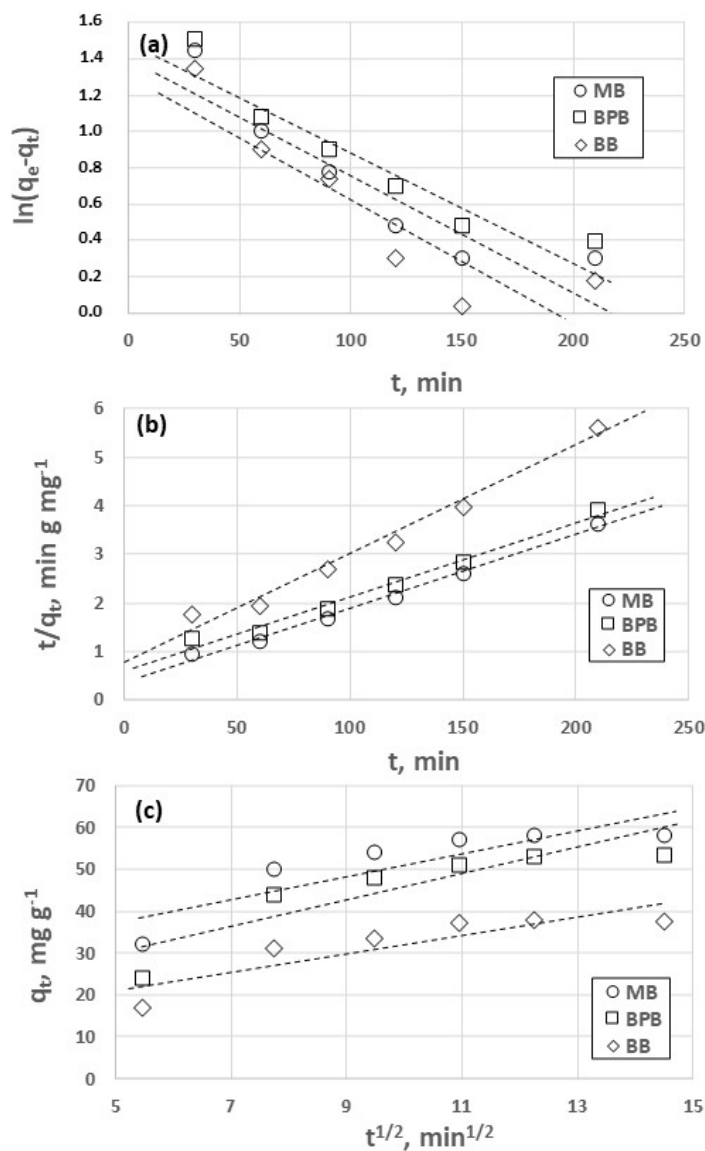 1.6
(a)
1.4
1.2
1.0
0.8
0.6
0.4
0.2
0.0
ln(qₑ-qₜ)
MB
BPB
BB
0 50 100 150 200 250
t, min
6
(b)
5
4
3
2
1
0
t/qₜ, min g mg⁻¹
MB
BPB
BB
0 50 100 150 200 250
t, min
70
(c)
60
50
40
30
20
10
0
qₜ, mg g⁻¹
MB
BPB
BB
5 7 9 11 13 15
t¹/², min¹/²